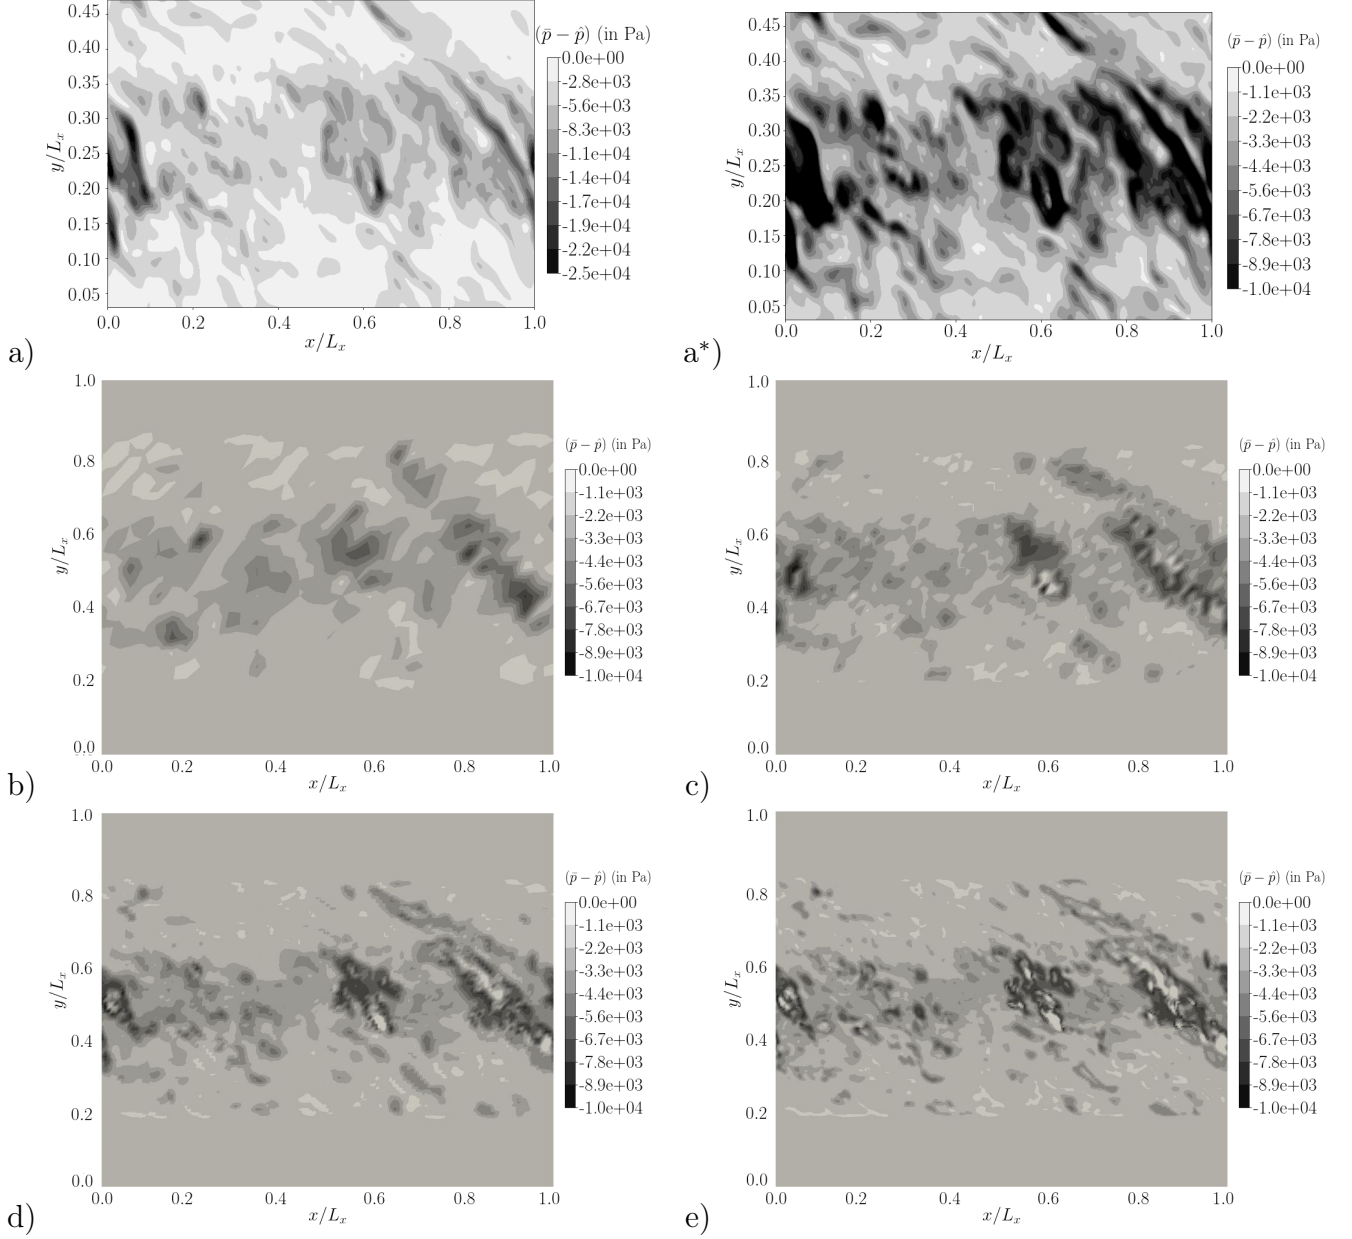 0.45
0.40
0.35
0.30
0.25
0.20
0.15
0.10
0.05
y/Lₓ
0.0 0.2 0.4 0.6 0.8 1.0
x/Lₓ
(p̄ − p̂) (in Pa)
0.0e+00
-2.8e+03
-5.6e+03
-8.3e+03
-1.1e+04
-1.4e+04
-1.7e+04
-1.9e+04
-2.2e+04
-2.5e+04
a)
0.45
0.40
0.35
0.30
0.25
0.20
0.15
0.10
0.05
y/Lₓ
0.0 0.2 0.4 0.6 0.8 1.0
x/Lₓ
(p̄ − p̂) (in Pa)
0.0e+00
-1.1e+03
-2.2e+03
-3.3e+03
-4.4e+03
-5.6e+03
-6.7e+03
-7.8e+03
-8.9e+03
-1.0e+04
a*)
1.0
0.8
0.6
0.4
0.2
0.0
y/Lₓ
0.0 0.2 0.4 0.6 0.8 1.0
x/Lₓ
(p̄ − p̂) (in Pa)
0.0e+00
-1.1e+03
-2.2e+03
-3.3e+03
-4.4e+03
-5.6e+03
-6.7e+03
-7.8e+03
-8.9e+03
-1.0e+04
b)
1.0
0.8
0.6
0.4
0.2
0.0
y/Lₓ
0.0 0.2 0.4 0.6 0.8 1.0
x/Lₓ
(p̄ − p̂) (in Pa)
0.0e+00
-1.1e+03
-2.2e+03
-3.3e+03
-4.4e+03
-5.6e+03
-6.7e+03
-7.8e+03
-8.9e+03
-1.0e+04
c)
1.0
0.8
0.6
0.4
0.2
0.0
y/Lₓ
0.0 0.2 0.4 0.6 0.8 1.0
x/Lₓ
(p̄ − p̂) (in Pa)
0.0e+00
-1.1e+03
-2.2e+03
-3.3e+03
-4.4e+03
-5.6e+03
-6.7e+03
-7.8e+03
-8.9e+03
-1.0e+04
d)
1.0
0.8
0.6
0.4
0.2
0.0
y/Lₓ
0.0 0.2 0.4 0.6 0.8 1.0
x/Lₓ
(p̄ − p̂) (in Pa)
0.0e+00
-1.1e+03
-2.2e+03
-3.3e+03
-4.4e+03
-5.6e+03
-6.7e+03
-7.8e+03
-8.9e+03
-1.0e+04
e)